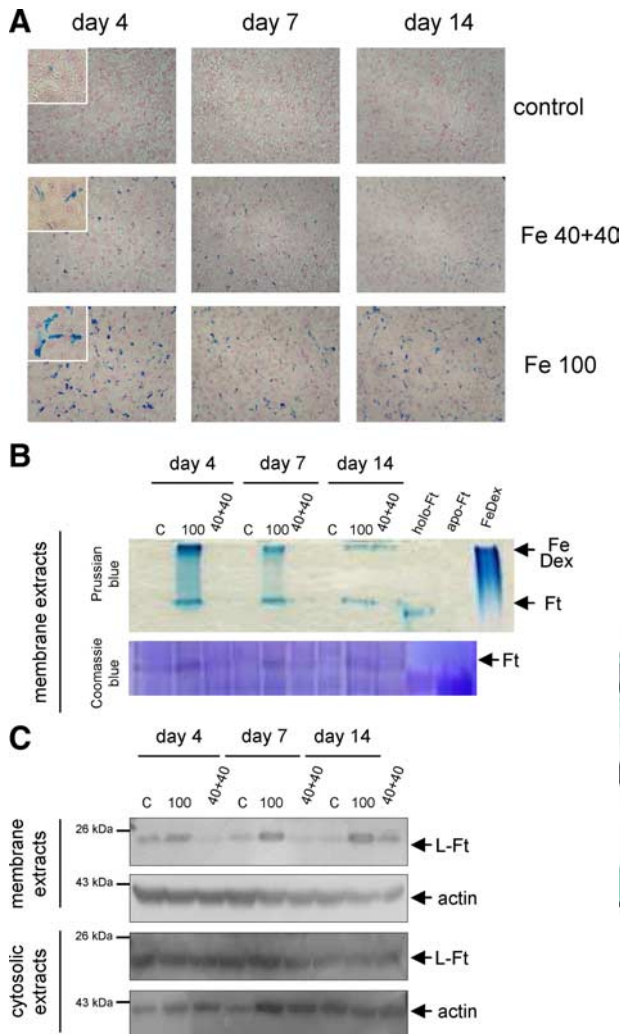 A
day 4 day 7 day 14
control
Fe 40+40
Fe 100
B
day 4 day 7 day 14
C 100 40+40 C 100 40+40 C 100 40+40 holo-Ft apo-Ft FeDex
membrane extracts
Prussian blue
Fe Dex
Ft
Coomassie blue
Ft
C
day 4 day 7 day 14
C 100 40+40 C 100 40+40 C 100 40+40
membrane extracts
26 kDa
L-Ft
43 kDa
actin
cytosolic extracts
26 kDa
L-Ft
43 kDa
actin